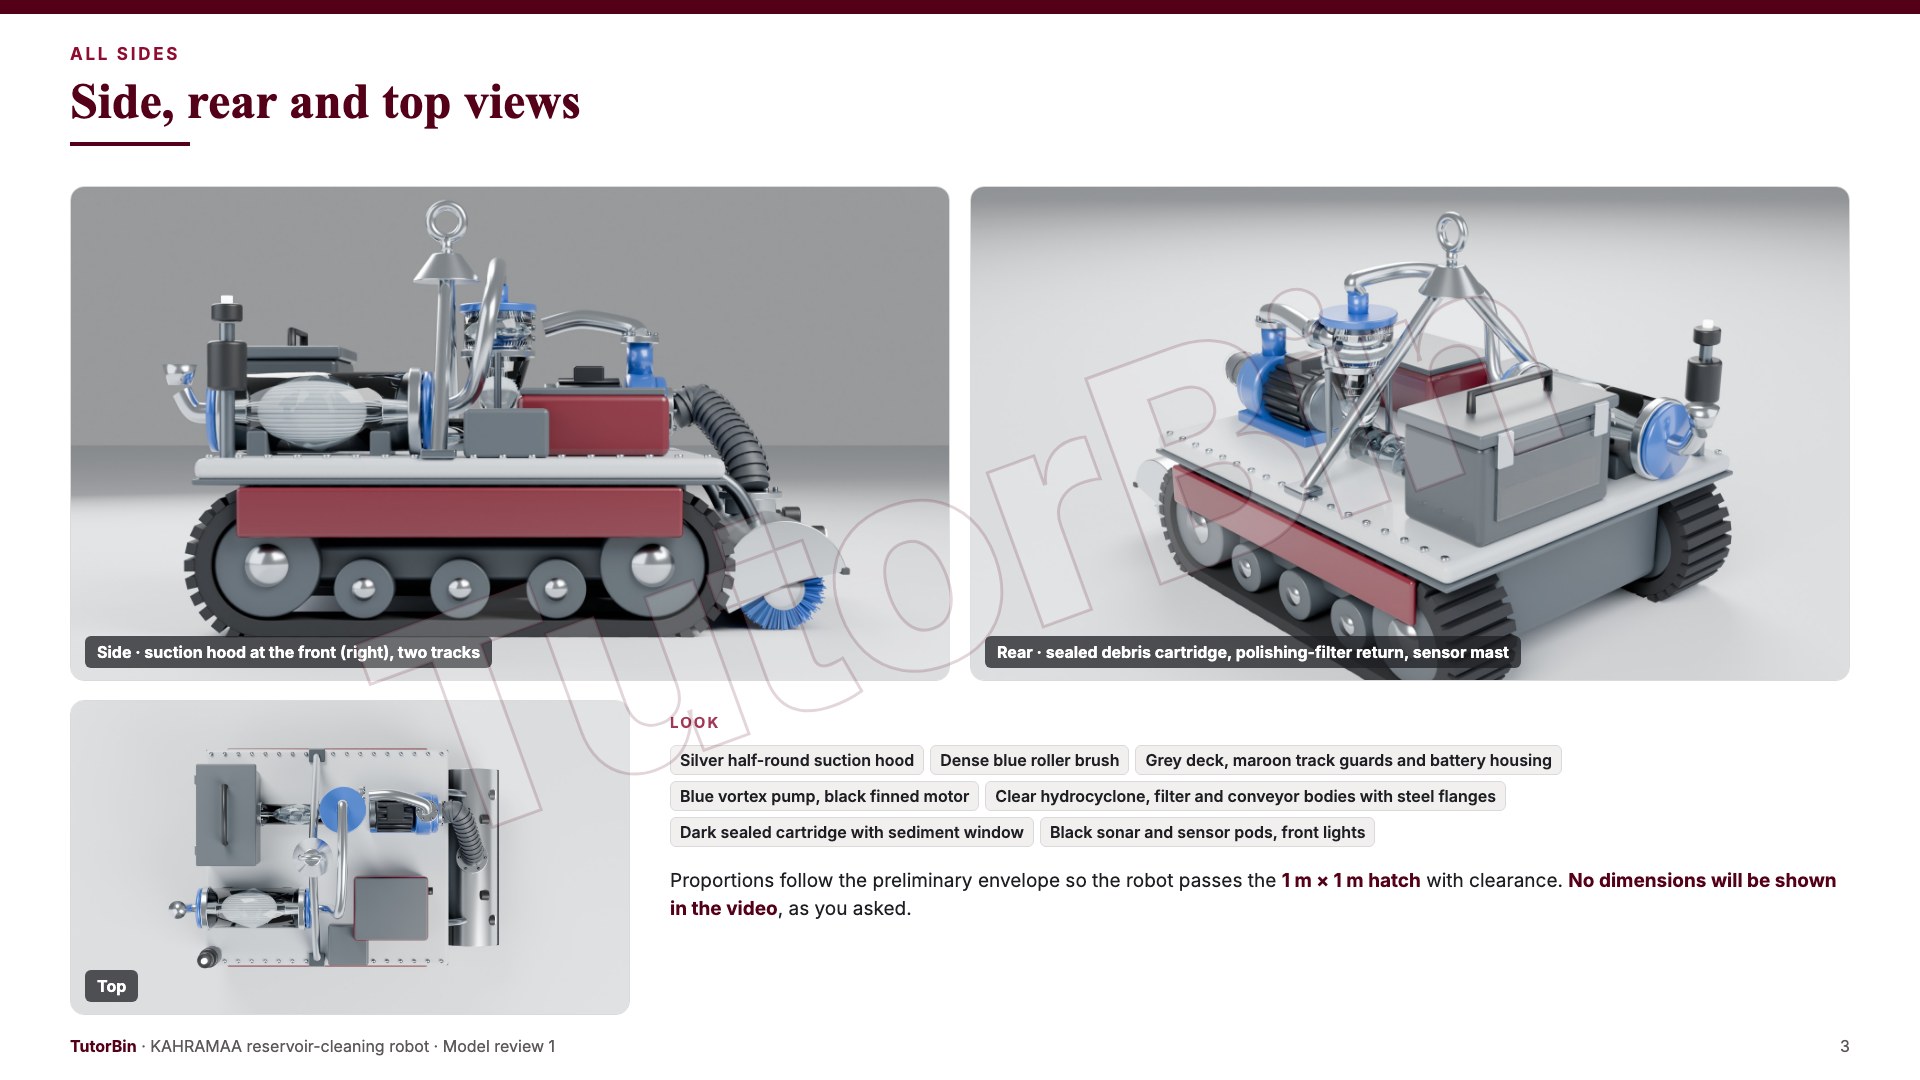 ALL SIDES
Side, rear and top views
Side · suction hood at the front (right), two tracks
Rear · sealed debris cartridge, polishing-filter return, sensor mast
Top
LOOK
Silver half-round suction hood
Dense blue roller brush
Grey deck, maroon track guards and battery housing
Blue vortex pump, black finned motor
Clear hydrocyclone, filter and conveyor bodies with steel flanges
Dark sealed cartridge with sediment window
Black sonar and sensor pods, front lights
Proportions follow the preliminary envelope so the robot passes the 1 m × 1 m hatch with clearance. No dimensions will be shown
in the video, as you asked.
TutorBin
TutorBin · KAHRAMAA reservoir-cleaning robot · Model review 1
3